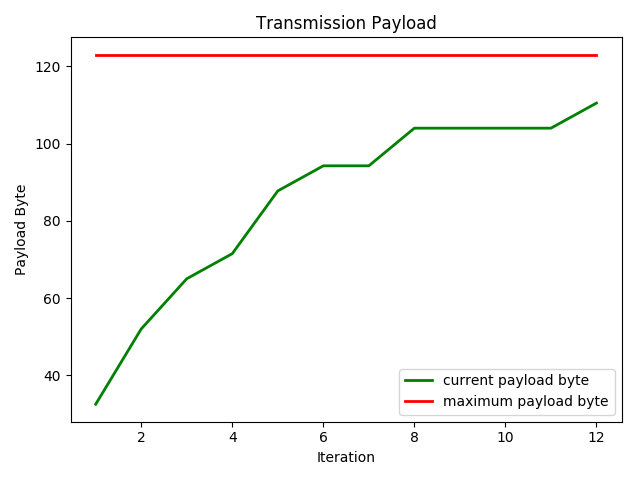 Transmission Payload
120
100
80
60
40
Payload Byte
2
4
6
8
10
12
Iteration
current payload byte
maximum payload byte